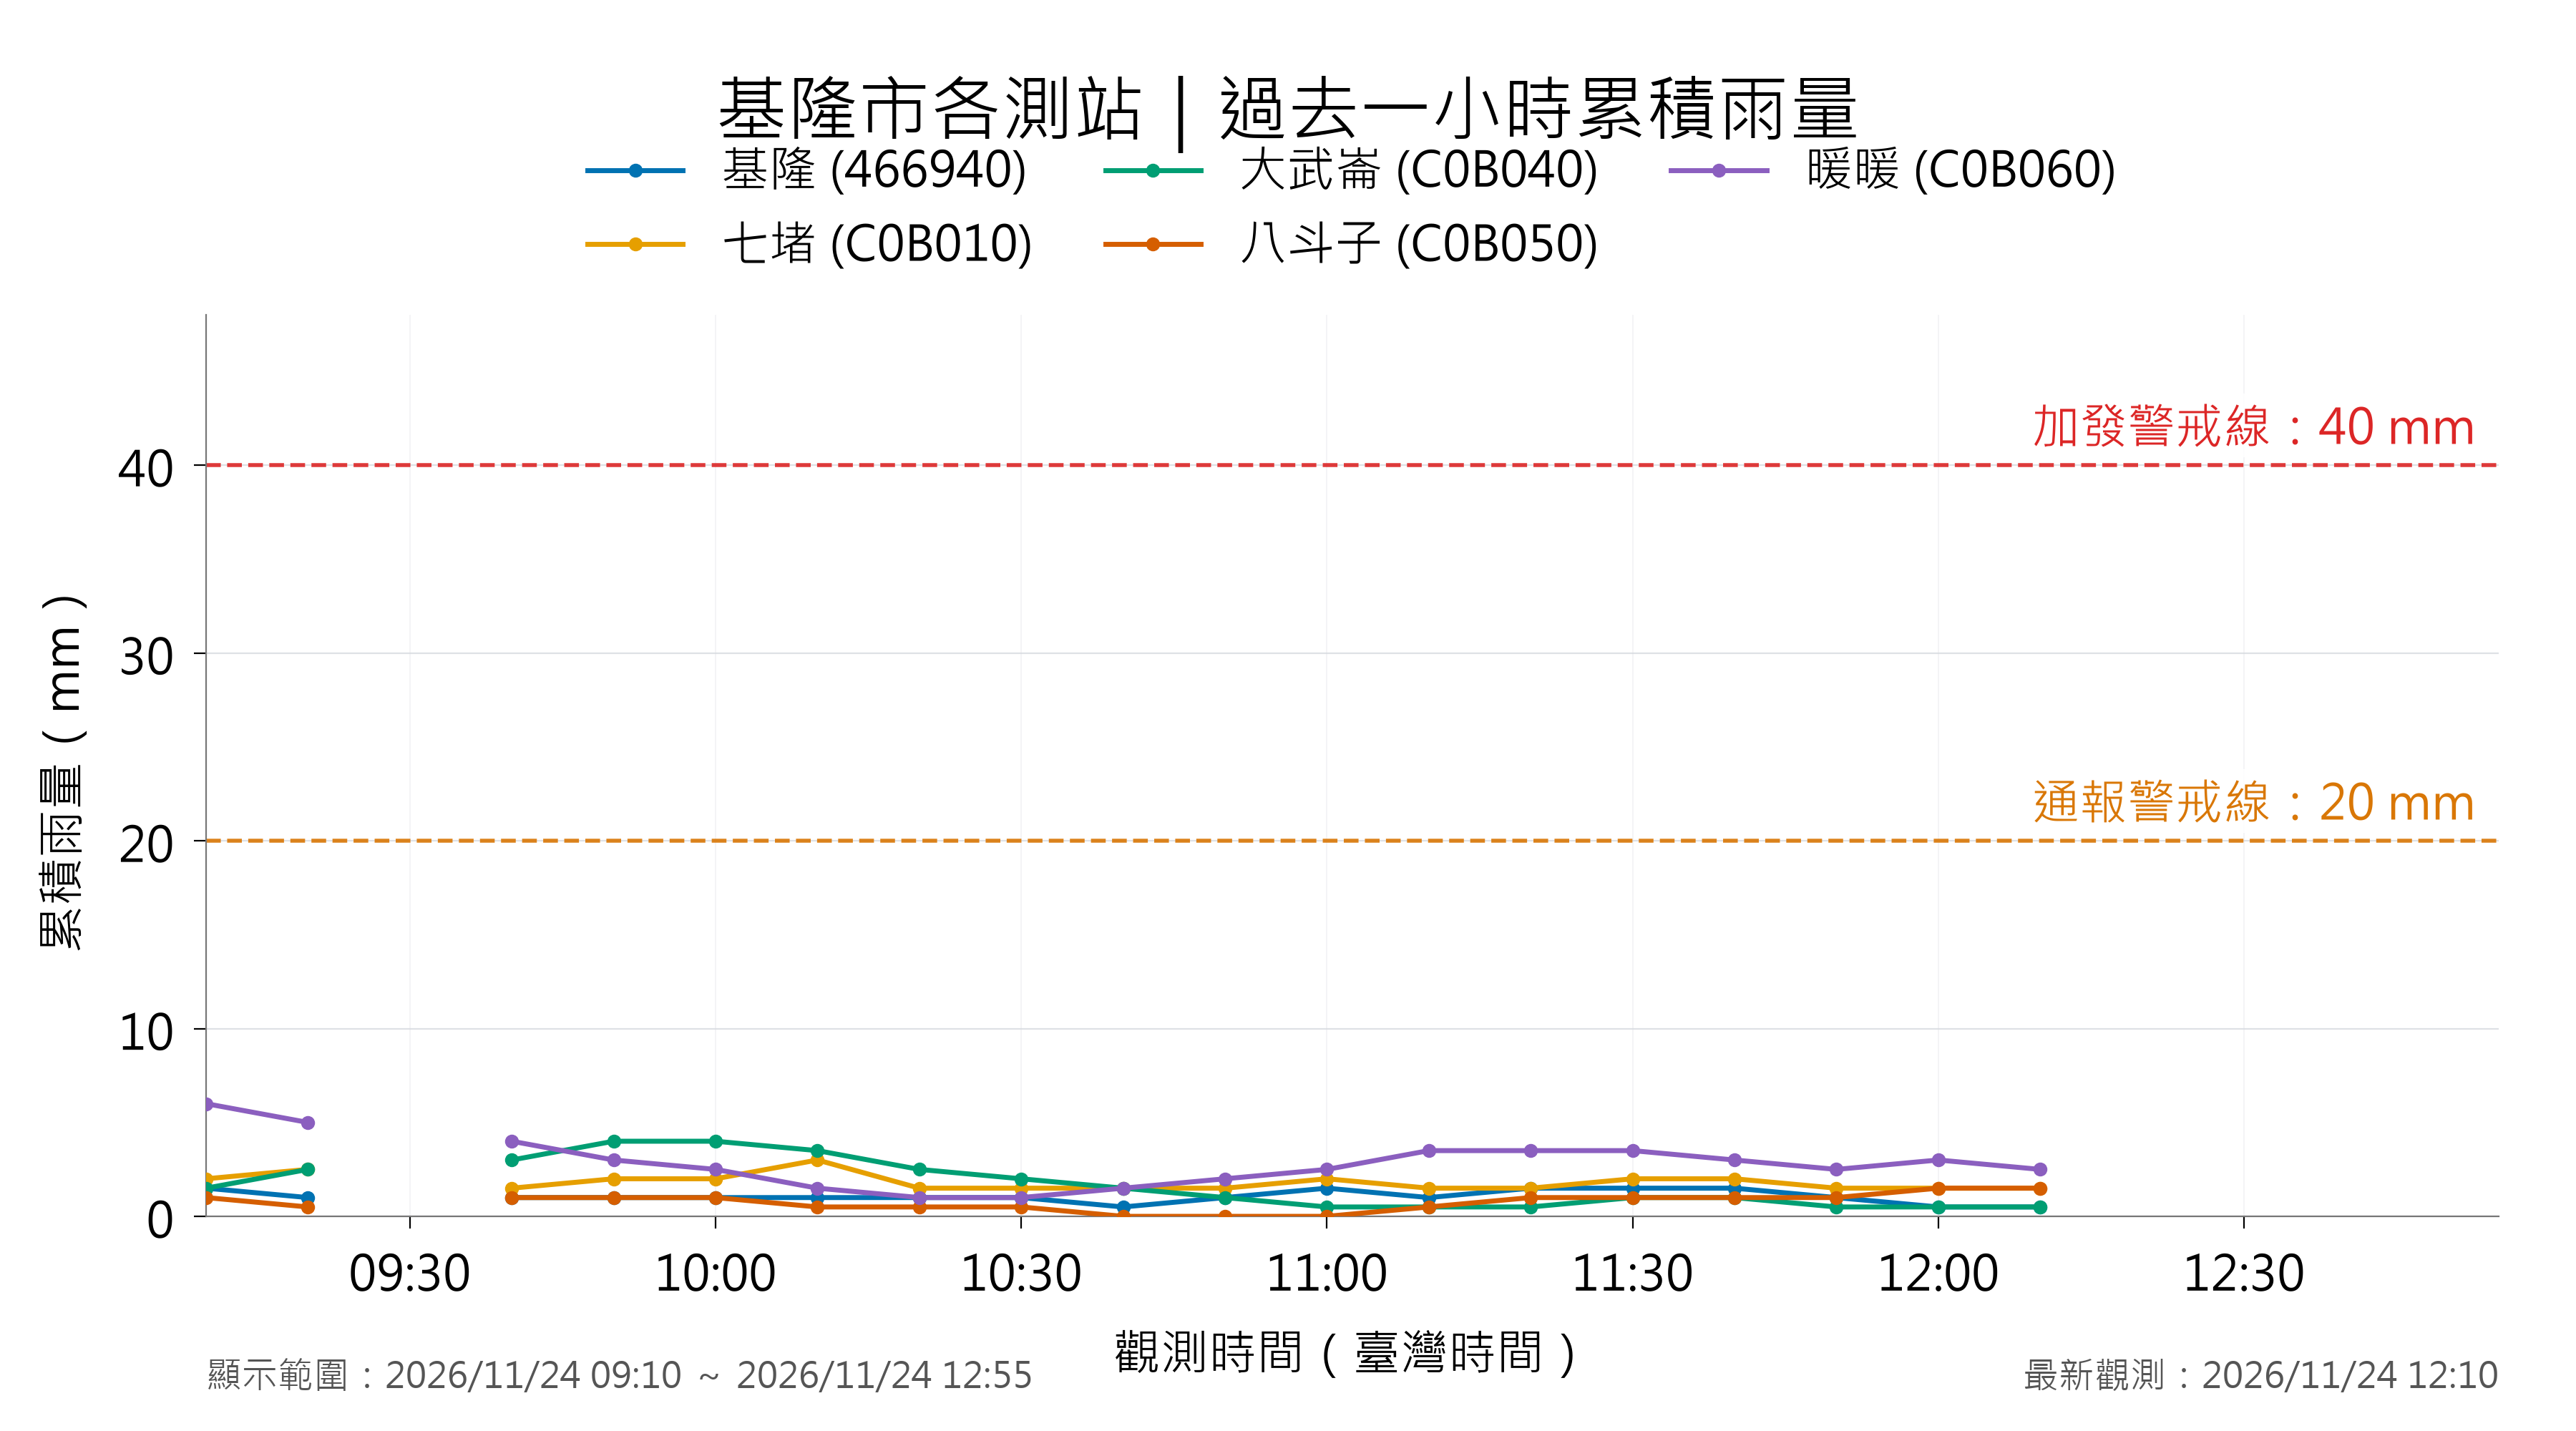 基隆市各測站｜過去一小時累積雨量
基隆 (466940)
七堵 (C0B010)
大武崙 (C0B040)
八斗子 (C0B050)
暖暖 (C0B060)
累積雨量（mm）
40
30
20
10
0
加發警戒線：40 mm
通報警戒線：20 mm
09:30
10:00
10:30
11:00
11:30
12:00
12:30
觀測時間（臺灣時間）
顯示範圍：2026/11/24 09:10 ~ 2026/11/24 12:55
最新觀測：2026/11/24 12:10